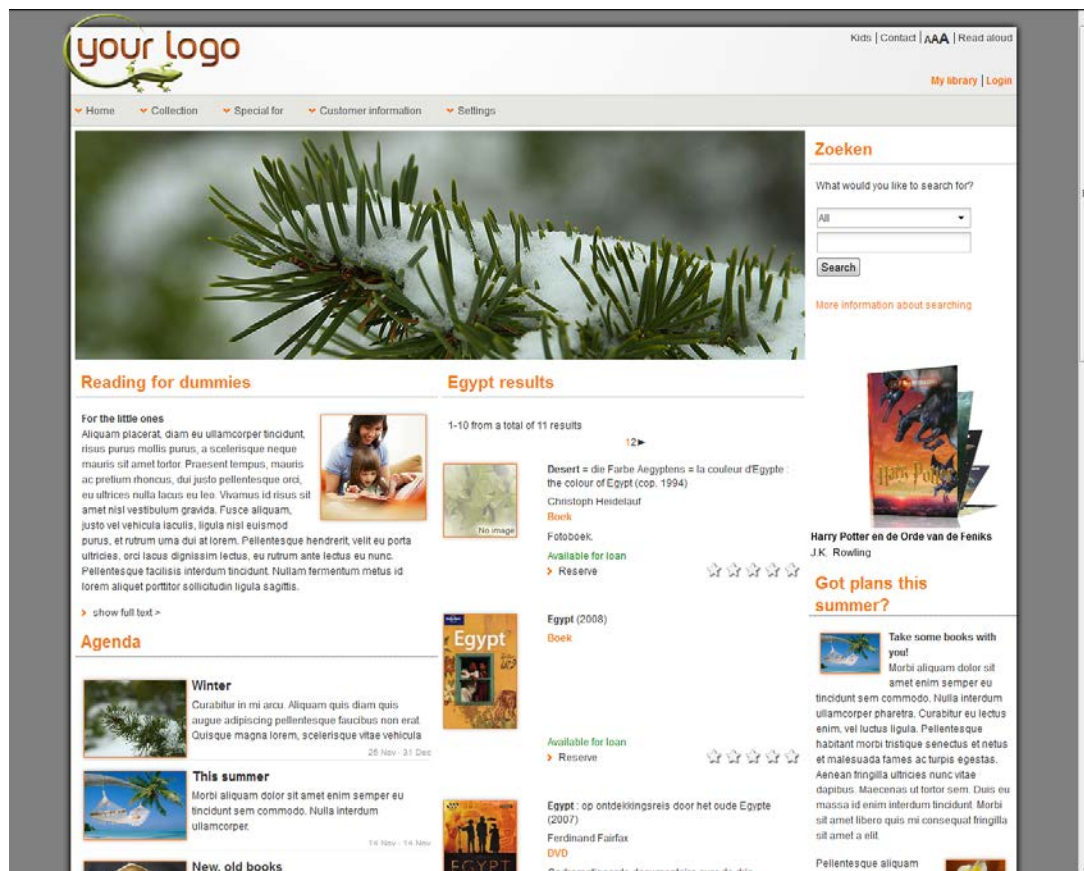 your logo
Kids | Contact | AAA | Read aloud
My library | Login
Home
Collection
Special for
Customer information
Settings
Zoeken
What would you like to search for?
All
Search
More information about searching
Reading for dummies
For the little ones
Aliquam placerat, diam eu ullamcorper tincidunt,
risus purus mollis purus, a scelerisque neque
mauris sit amet tortor. Praesent tempus, mauris
ac pretium rhoncus, dui justo pellentesque orci,
eu ultrices nulla lacus eu leo. Vivamus id risus sit
amet nisl vestibulum gravida. Fusce aliquam,
justo vel vehicula iaculis, ligula nisl euismod
purus, et rutrum urna dui at lorem. Pellentesque hendrerit, velit eu porta
ultricies, orci lacus dignissim lectus, eu rutrum ante lectus eu nunc.
Pellentesque facilisis interdum tincidunt. Nullam fermentum metus id
lorem aliquet porttitor sollicitudin ligula sagittis.
show full text >
Agenda
Winter
Curabitur in mi arcu. Aliquam quis diam quis
augue adipiscing pellentesque faucibus non erat.
Quisque magna lorem, scelerisque vitae vehicula
26 Nov - 31 Dec
This summer
Morbi aliquam dolor sit amet enim semper eu
tincidunt sem commodo. Nulla interdum
ullamcorper.
14 Nov - 14 Nov
New, old books
Egypt results
1-10 from a total of 11 results
12
No image
Desert = die Farbe Aegyptens = la couleur d'Egypte :
the colour of Egypt (cop. 1994)
Christoph Heidelauf
Boek
Fotoboek.
Available for loan
Reserve
Egypt
Egypt (2008)
Boek
Available for loan
Reserve
EGYPT
Egypt : op ontdekkingsreis door het oude Egypte
(2007)
Ferdinand Fairfax
DVD
Harry Potter
Harry Potter en de Orde van de Feniks
J.K. Rowling
Got plans this
summer?
Take some books with
you!
Morbi aliquam dolor sit
amet enim semper eu
tincidunt sem commodo. Nulla interdum
ullamcorper pharetra. Curabitur eu lectus
enim, vel luctus ligula. Pellentesque
habitant morbi tristique senectus et netus
et malesuada fames ac turpis egestas.
Aenean fringilla ultricies nunc vitae
dapibus. Maecenas ut tortor sem. Duis eu
massa id enim interdum tincidunt. Morbi
sit amet libero quis mi consequat fringilla
sit amet a elit.
Pellentesque aliquam